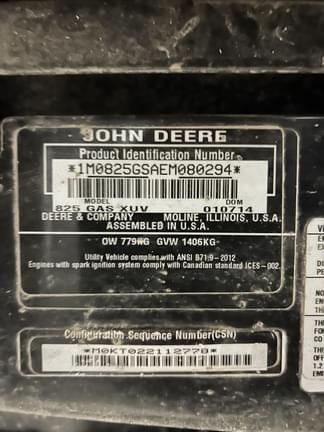 JOHN DEERE
Product Identification Number
*1M0825GSAEM080294*
MODEL DOM
825 GAS XUV 010714
DEERE & COMPANY MOLINE, ILLINOIS, U.S.A.
ASSEMBLED IN U.S.A.
OW 779KG GVW 1406KG
Utility Vehicle complies with ANSI B71.9-2012
Engines with spark ignition system comply with Canadian standard ICES-002.
Configuration Sequence Number(CSN)
*M0KT022112778*